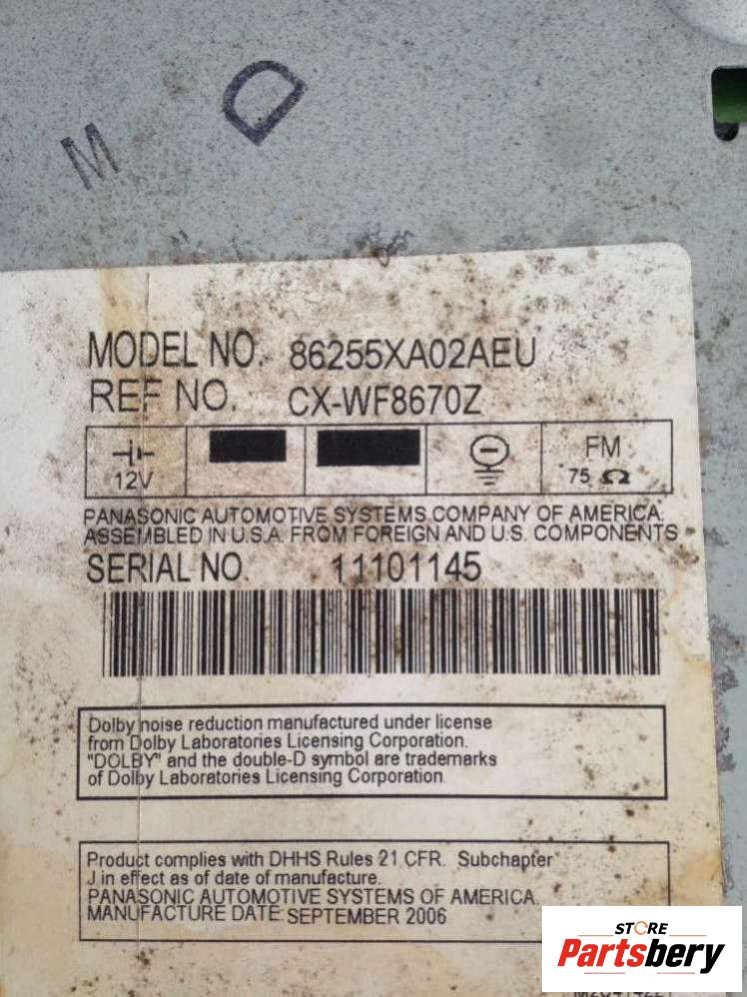 D
M
MODEL NO. 86255XA02AEU
REF NO. CX-WF8670Z
12V
FM
75 Ω
PANASONIC AUTOMOTIVE SYSTEMS COMPANY OF AMERICA.
ASSEMBLED IN U.S.A. FROM FOREIGN AND U.S. COMPONENTS
SERIAL NO. 11101145
Dolby noise reduction manufactured under license
from Dolby Laboratories Licensing Corporation.
"DOLBY" and the double-D symbol are trademarks
of Dolby Laboratories Licensing Corporation
Product complies with DHHS Rules 21 CFR. Subchapter
J in effect as of date of manufacture.
PANASONIC AUTOMOTIVE SYSTEMS OF AMERICA.
MANUFACTURE DATE: SEPTEMBER 2006
STORE
Partsbery